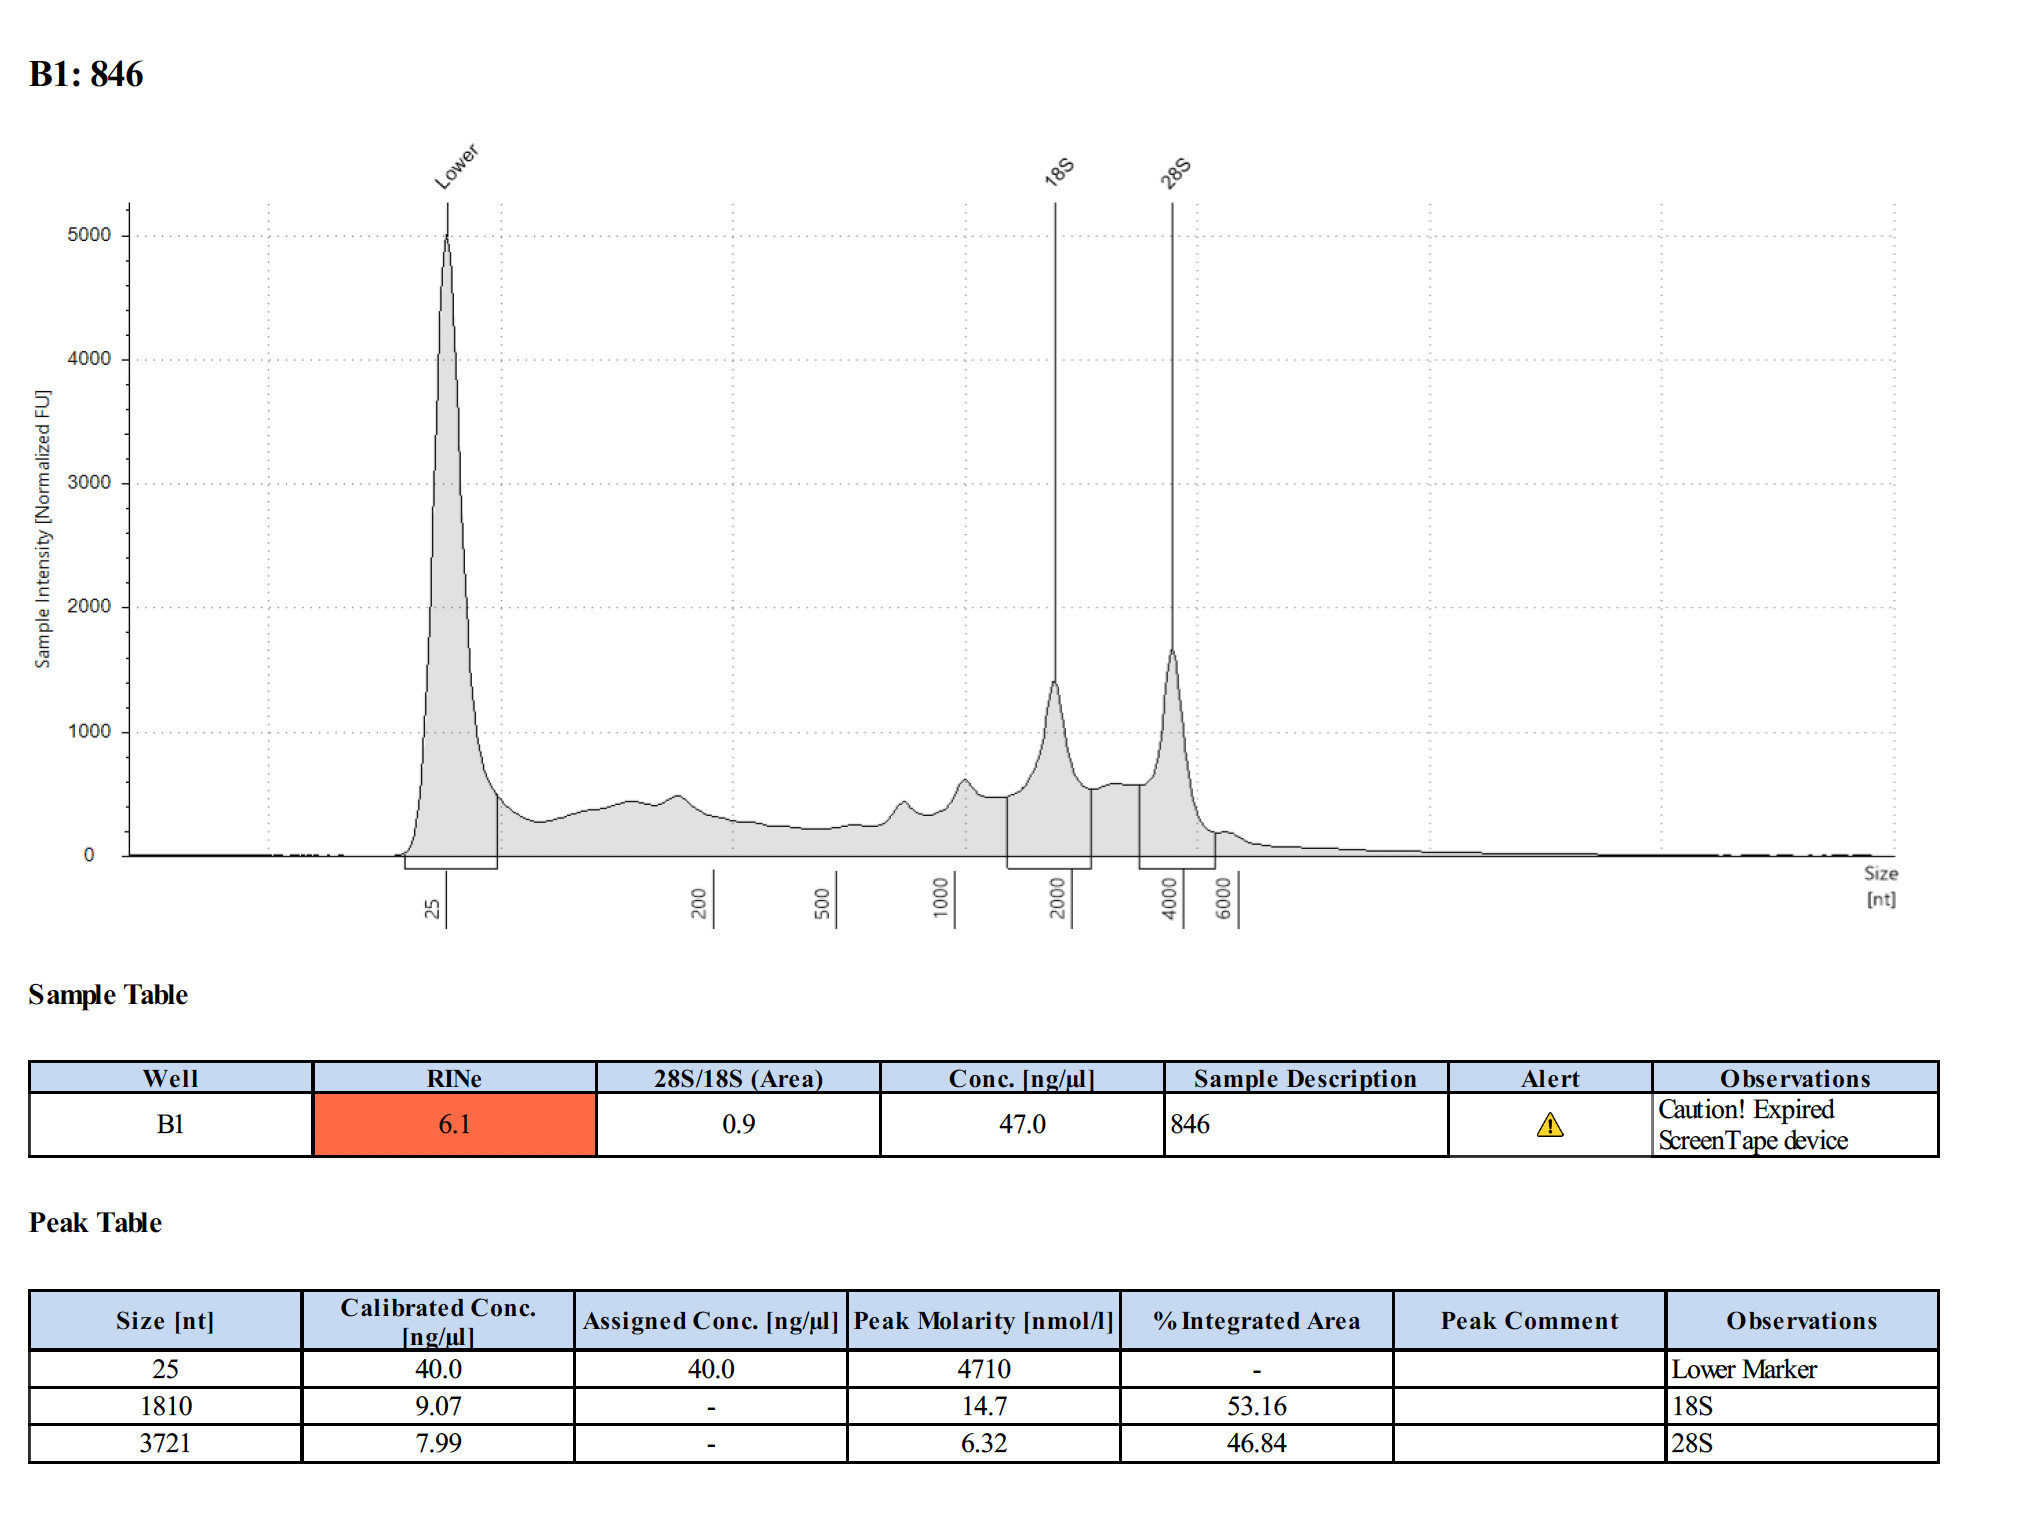 B1: 846
Lower
18S
28S
Sample Intensity [Normalized FU]
5000
4000
3000
2000
1000
0
25
200
500
1000
2000
4000
6000
Size
[nt]
Sample Table
Well RINe 28S/18S (Area) Conc. [ng/µl] Sample Description Alert Observations
B1 6.1 0.9 47.0 846 Caution! Expired
ScreenTape device
Peak Table
Size [nt] Calibrated Conc. [ng/µl] Assigned Conc. [ng/µl] Peak Molarity [nmol/l] % Integrated Area Peak Comment Observations
25 40.0 40.0 4710 - Lower Marker
1810 9.07 - 14.7 53.16 18S
3721 7.99 - 6.32 46.84 28S